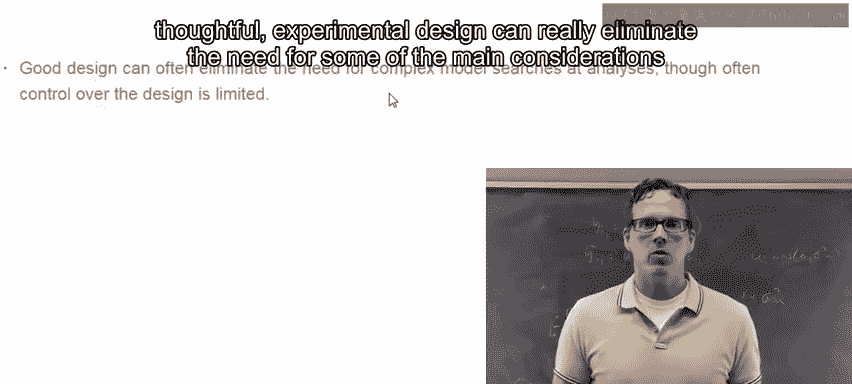 thoughtful, experimental design can really eliminate
the need for some of the main considerations
· Good design can often eliminate the need for complex model searches at analyses, though often
control over the design is limited.